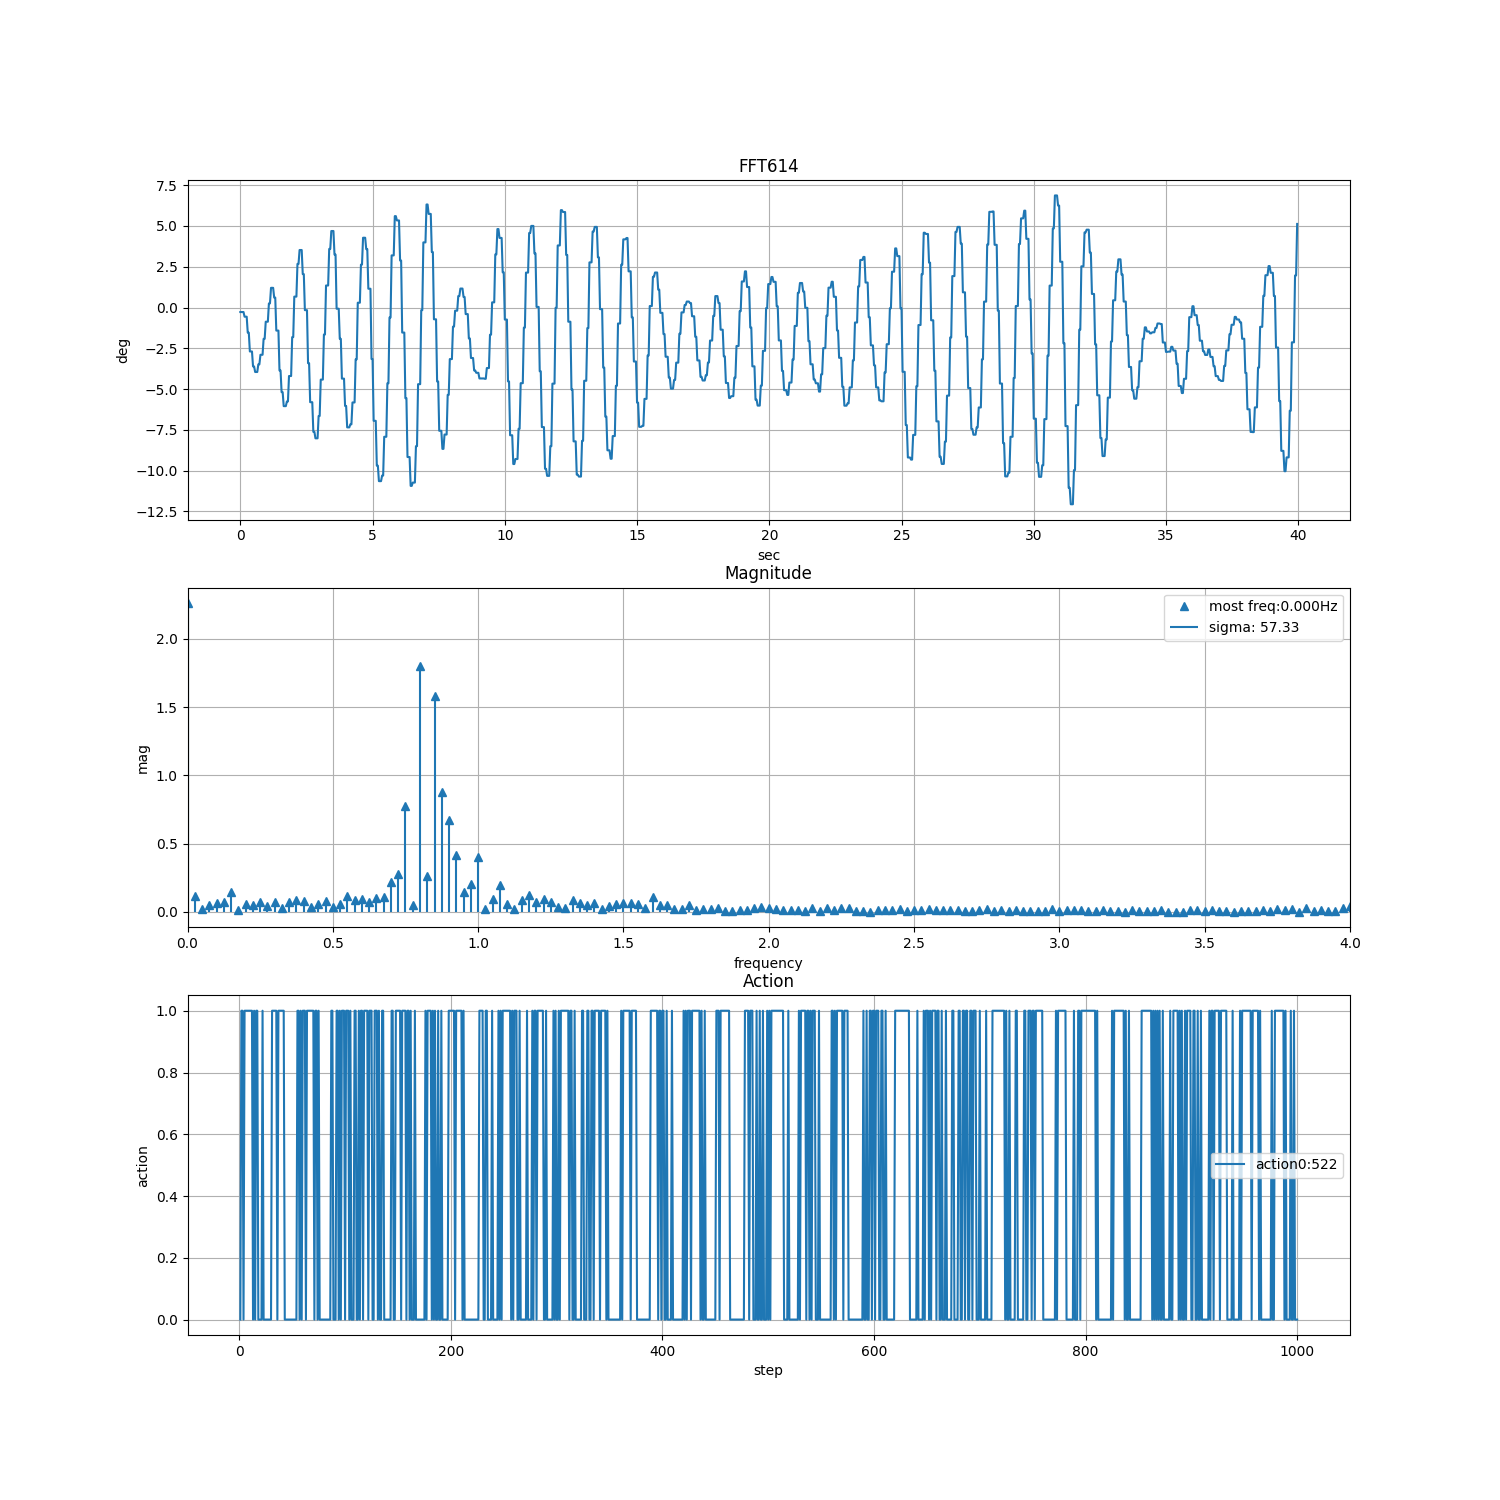 FFT614
7.5
5.0
2.5
0.0
−2.5
−5.0
−7.5
−10.0
−12.5
deg
0 5 10 15 20 25 30 35 40
sec
Magnitude
most freq:0.000Hz
sigma: 57.33
2.0
1.5
1.0
0.5
0.0
mag
0.0 0.5 1.0 1.5 2.0 2.5 3.0 3.5 4.0
frequency
Action
1.0
0.8
0.6
0.4
0.2
0.0
action
action0:522
0 200 400 600 800 1000
step